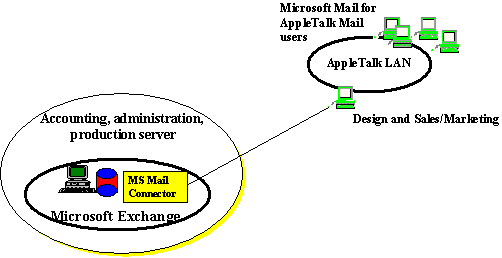 Microsoft Mail for
AppleTalk Mail
users
AppleTalk LAN
Design and Sales/Marketing
Accounting, administration,
production server
MS Mail
Connector
Microsoft Exchange